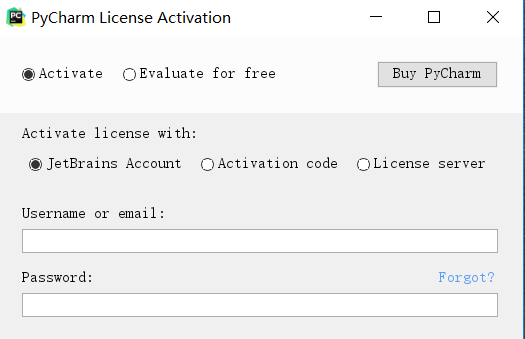 PyCharm License Activation
Activate Evaluate for free Buy PyCharm
Activate license with:
JetBrains Account Activation code License server
Username or email:
Password: Forgot?